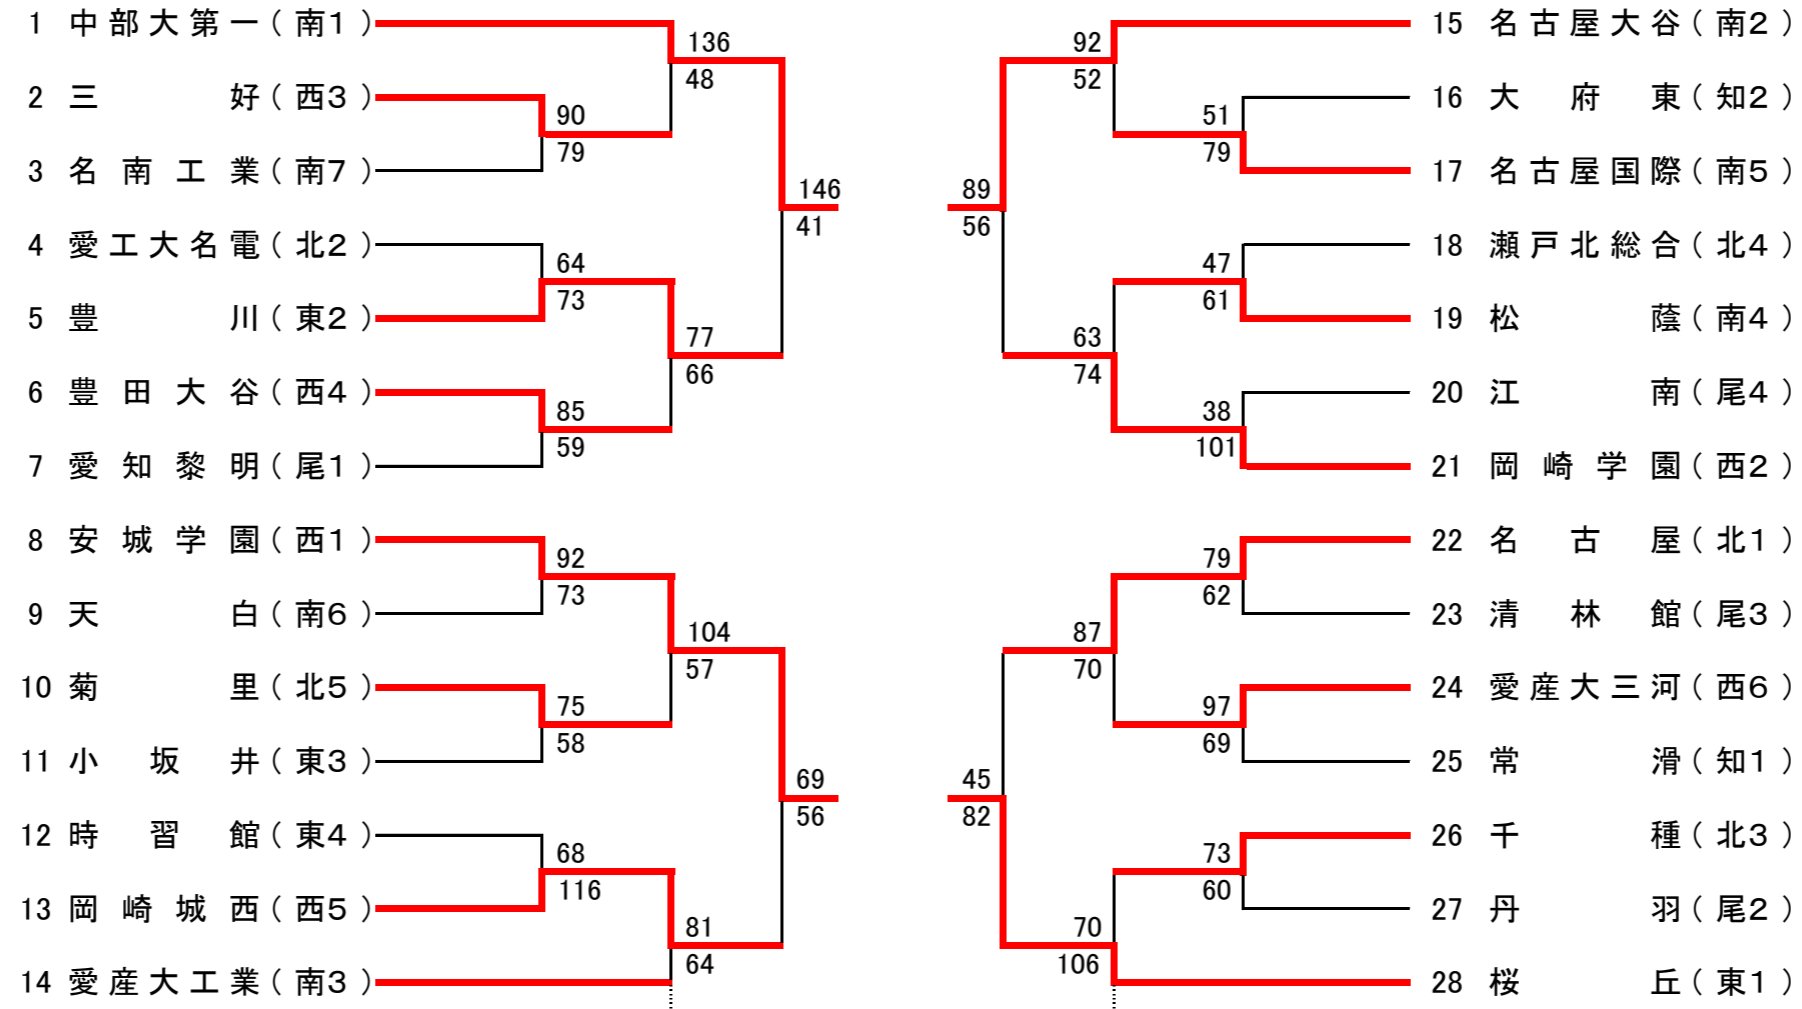 1 中部大第一(南1)
2 三好(西3)
3 名南工業(南7)
4 愛工大名電(北2)
5 豊川(東2)
6 豊田大谷(西4)
7 愛知黎明(尾1)
8 安城学園(西1)
9 天白(南6)
10 菊里(北5)
11 小坂井(東3)
12 時習館(東4)
13 岡崎城西(西5)
14 愛産大工業(南3)
90
79
64
73
85
59
92
73
75
58
68
116
136
48
77
66
104
57
81
64
146
41
69
56
89
56
45
82
92
52
63
74
87
70
70
106
51
79
47
61
38
101
79
62
97
69
73
60
15 名古屋大谷(南2)
16 大府東(知2)
17 名古屋国際(南5)
18 瀬戸北総合(北4)
19 松蔭(南4)
20 江南(尾4)
21 岡崎学園(西2)
22 名古屋(北1)
23 清林館(尾3)
24 愛産大三河(西6)
25 常滑(知1)
26 千種(北3)
27 丹羽(尾2)
28 桜丘(東1)